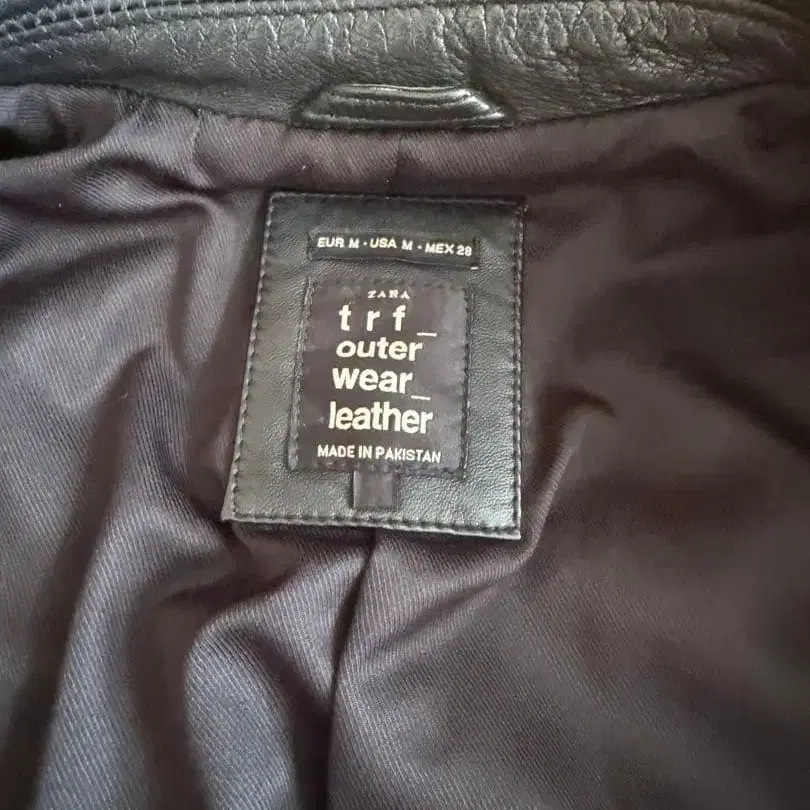 EUR M · USA M · MEX 28
ZARA
trf_
outer
wear_
leather
MADE IN PAKISTAN